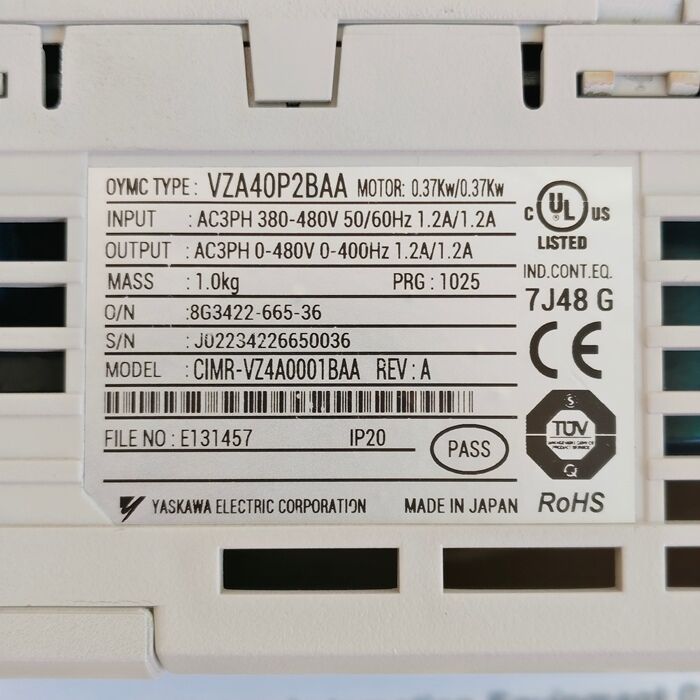 OYMC TYPE : VZA40P2BAA MOTOR: 0.37Kw/0.37Kw
INPUT : AC3PH 380-480V 50/60Hz 1.2A/1.2A
OUTPUT : AC3PH 0-480V 0-400Hz 1.2A/1.2A
MASS : 1.0kg PRG : 1025
O/N :8G3422-665-36
S/N : J02234226650036
MODEL : CIMR-VZ4A0001BAA REV : A
FILE NO : E131457 IP20 PASS
YASKAWA ELECTRIC CORPORATION MADE IN JAPAN
C UL US
LISTED
IND.CONT.EQ.
7J48 G
CE
S
TÜV
Q
RoHS